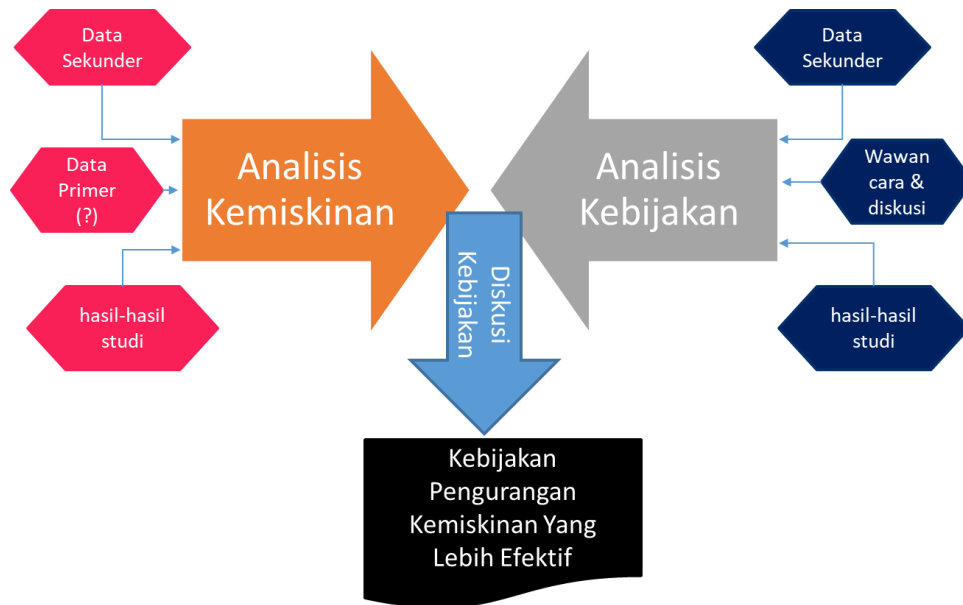 Data
Sekunder
Data
Primer
(?)
hasil-hasil
studi
Analisis
Kemiskinan
Analisis
Kebijakan
Data
Sekunder
Wawan
cara &
diskusi
hasil-hasil
studi
Diskusi
Kebijakan
Kebijakan
Pengurangan
Kemiskinan Yang
Lebih Efektif